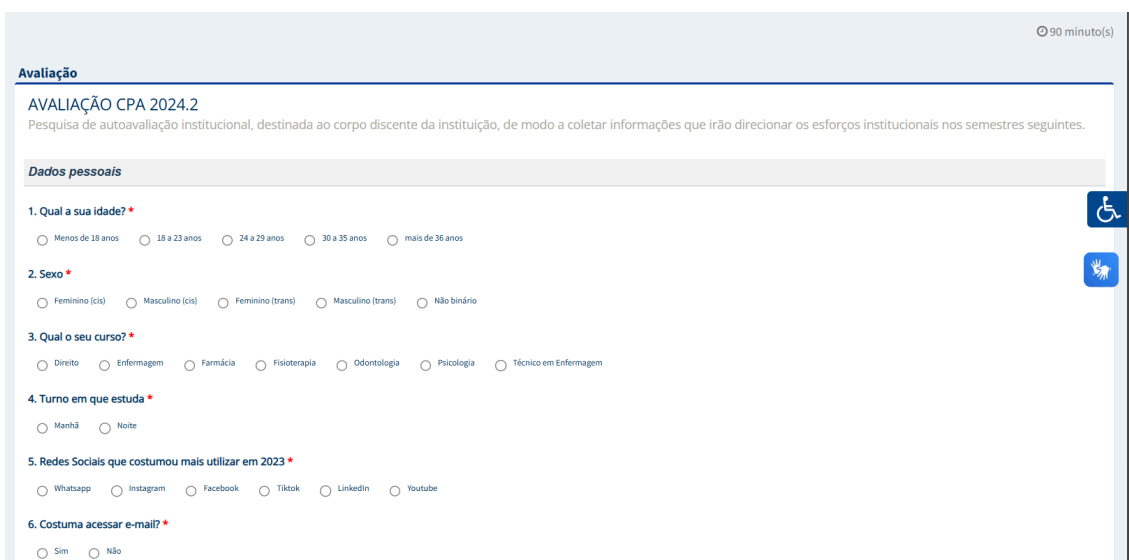 90 minuto(s)
Avaliação
AVALIAÇÃO CPA 2024.2
Pesquisa de autoavaliação institucional, destinada ao corpo discente da instituição, de modo a coletar informações que irão direcionar os esforços institucionais nos semestres seguintes.
Dados pessoais
1. Qual a sua idade? *
Menos de 18 anos 18 a 23 anos 24 a 29 anos 30 a 35 anos mais de 36 anos
2. Sexo *
Feminino (cis) Masculino (cis) Feminino (trans) Masculino (trans) Não binário
3. Qual o seu curso? *
Direito Enfermagem Farmácia Fisioterapia Odontologia Psicologia Técnico em Enfermagem
4. Turno em que estuda *
Manhã Noite
5. Redes Sociais que costumou mais utilizar em 2023 *
Whatsapp Instagram Facebook Tiktok LinkedIn Youtube
6. Costuma acessar e-mail? *
Sim Não